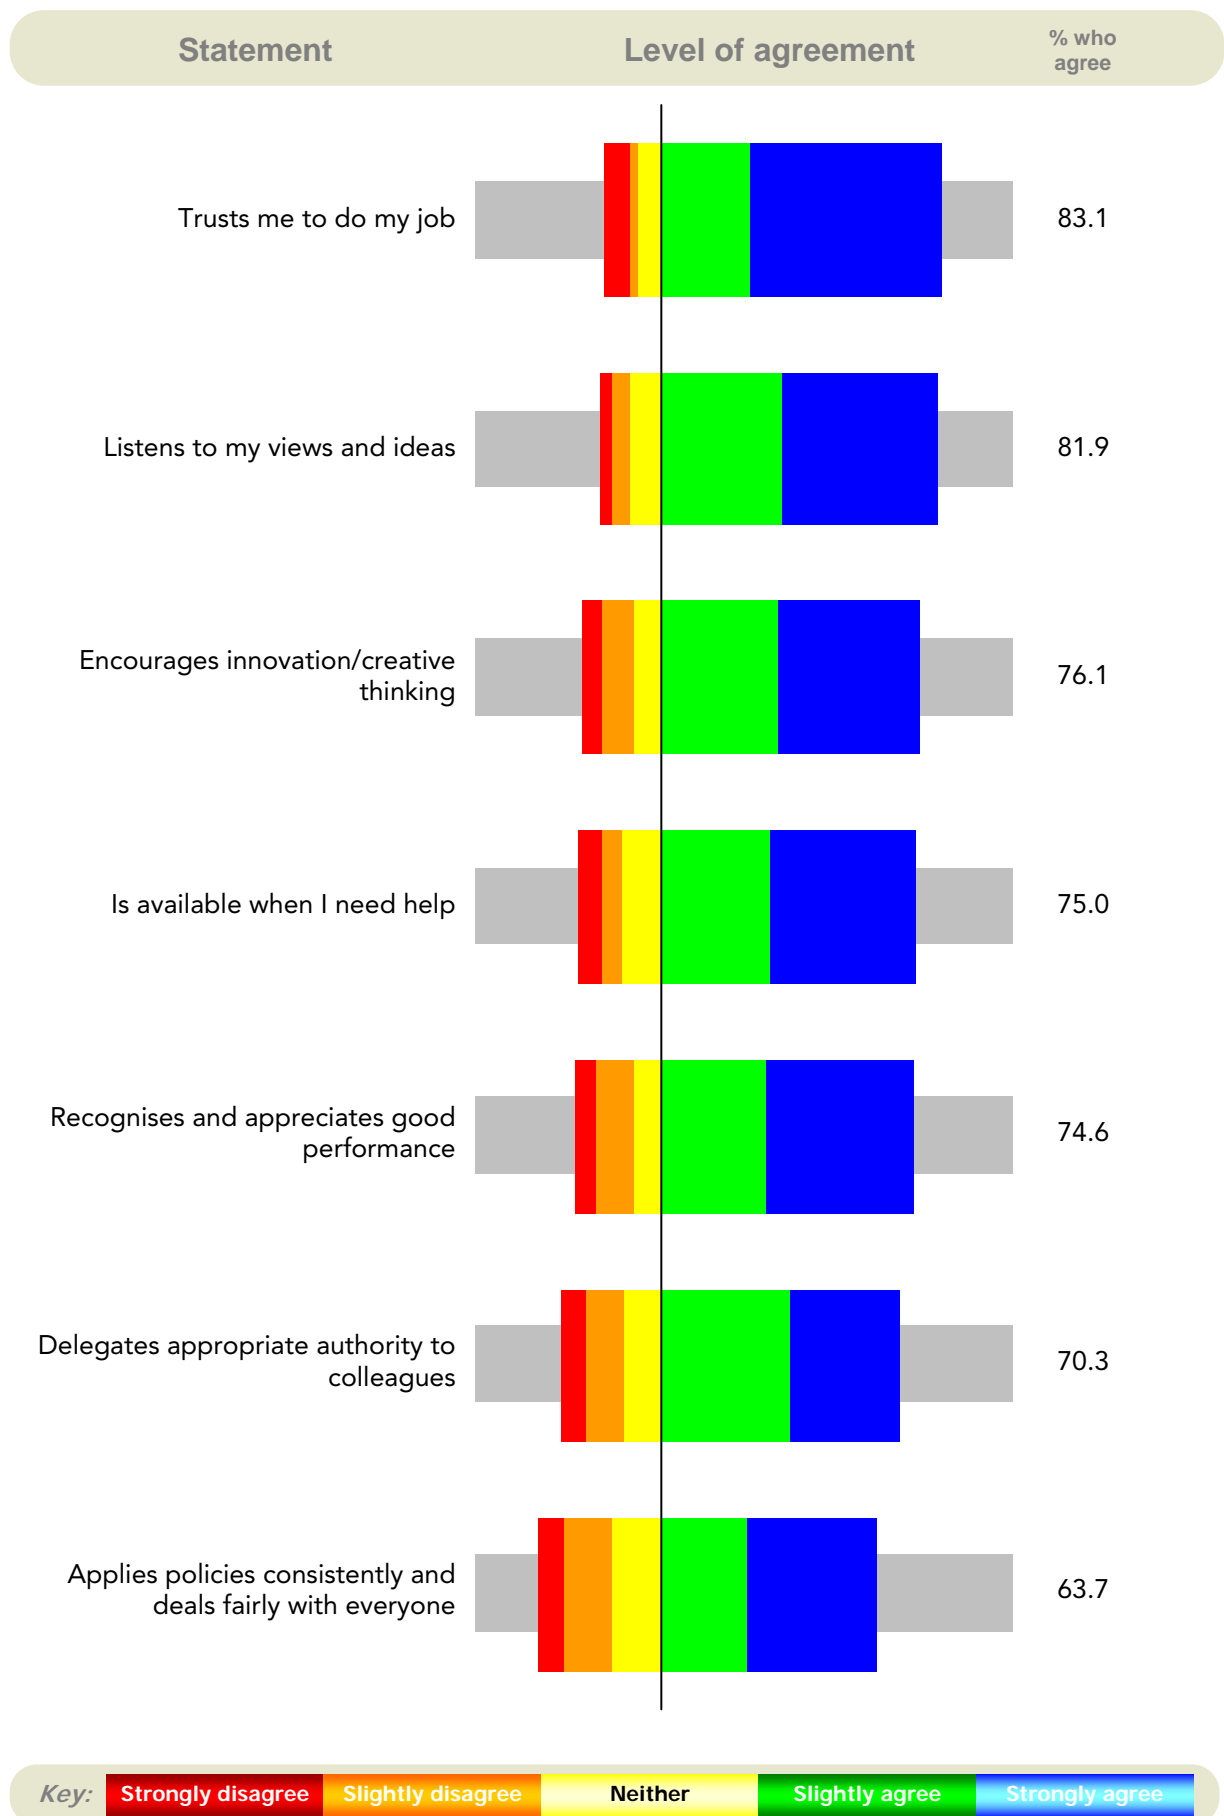 Statement
Level of agreement
% who
agree
Trusts me to do my job
83.1
Listens to my views and ideas
81.9
Encourages innovation/creative
thinking
76.1
Is available when I need help
75.0
Recognises and appreciates good
performance
74.6
Delegates appropriate authority to
colleagues
70.3
Applies policies consistently and
deals fairly with everyone
63.7
Key:
Strongly disagree
Slightly disagree
Neither
Slightly agree
Strongly agree